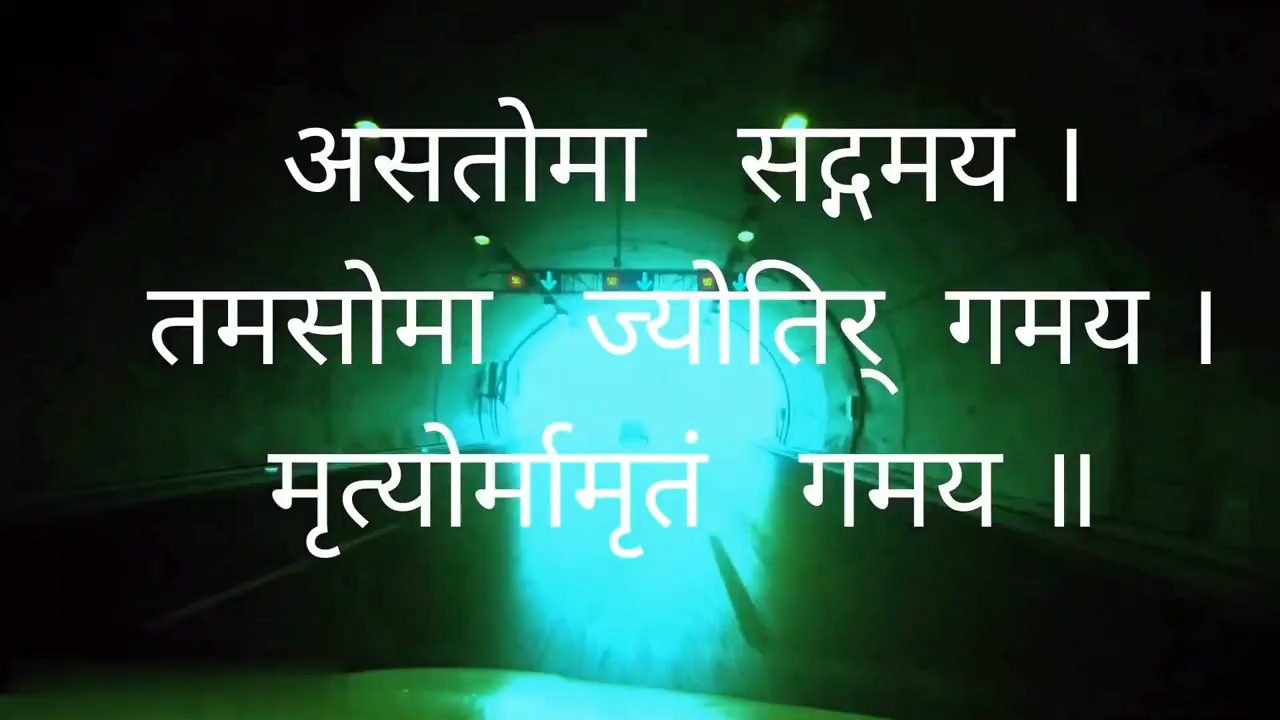 असतोमा सद्गमय ।
तमसोमा ज्योतिर् गमय ।
मृत्योर्मामृतं गमय ॥